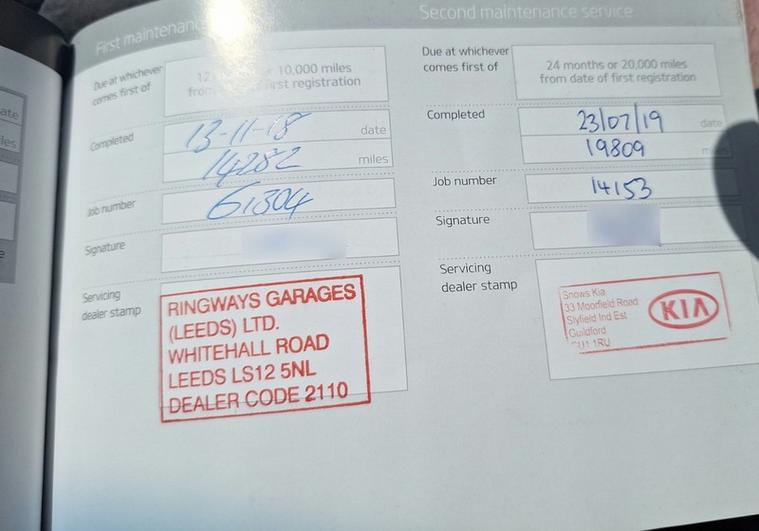 First maintenan
Due at whichever
comes first of
10,000 miles
first registration
Completed
13-11-18 date
14282 miles
Job number
61304
Signature
Servicing
dealer stamp
RINGWAYS GARAGES
(LEEDS) LTD.
WHITEHALL ROAD
LEEDS LS12 5NL
DEALER CODE 2110
Second maintenance service
Due at whichever
comes first of
24 months or 20,000 miles
from date of first registration
Completed
23/07/19 date
19809
Job number
14153
Signature
Servicing
dealer stamp
Snows Kia
33 Moorfield Road
Slyfield Ind Est
Guildford
GU1 1RU
KIA